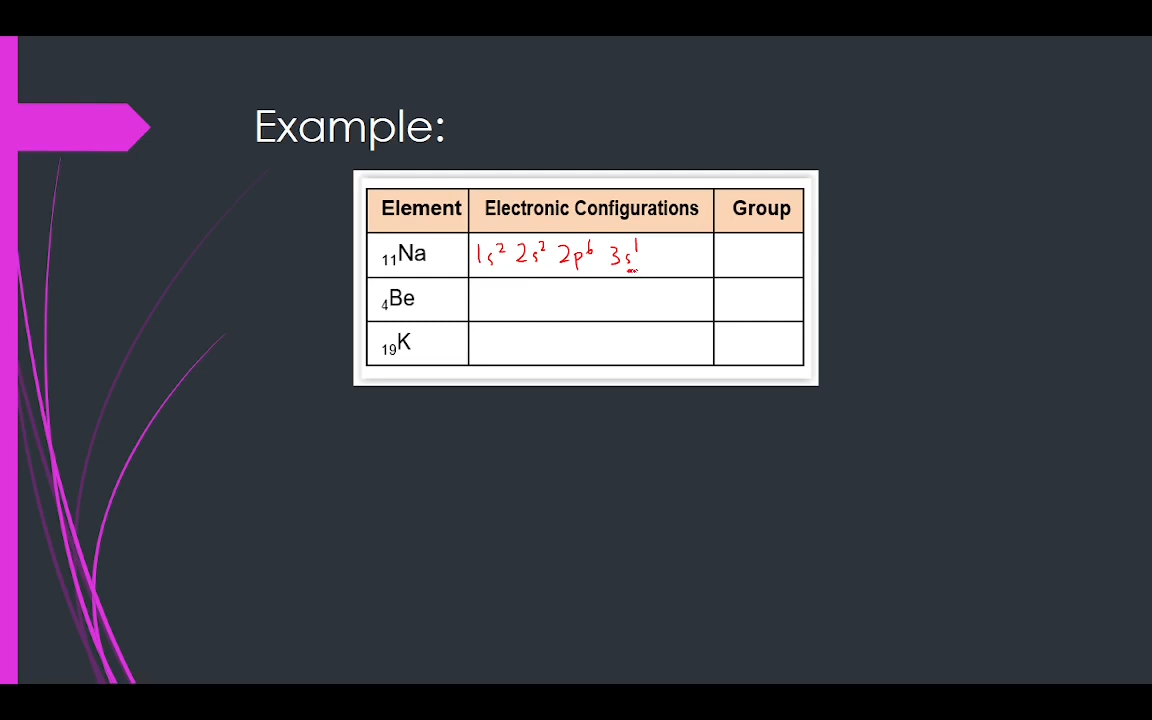 Example:
Element Electronic Configurations Group
₁₁Na 1s² 2s² 2p⁶ 3s¹
₄Be
₁₉K